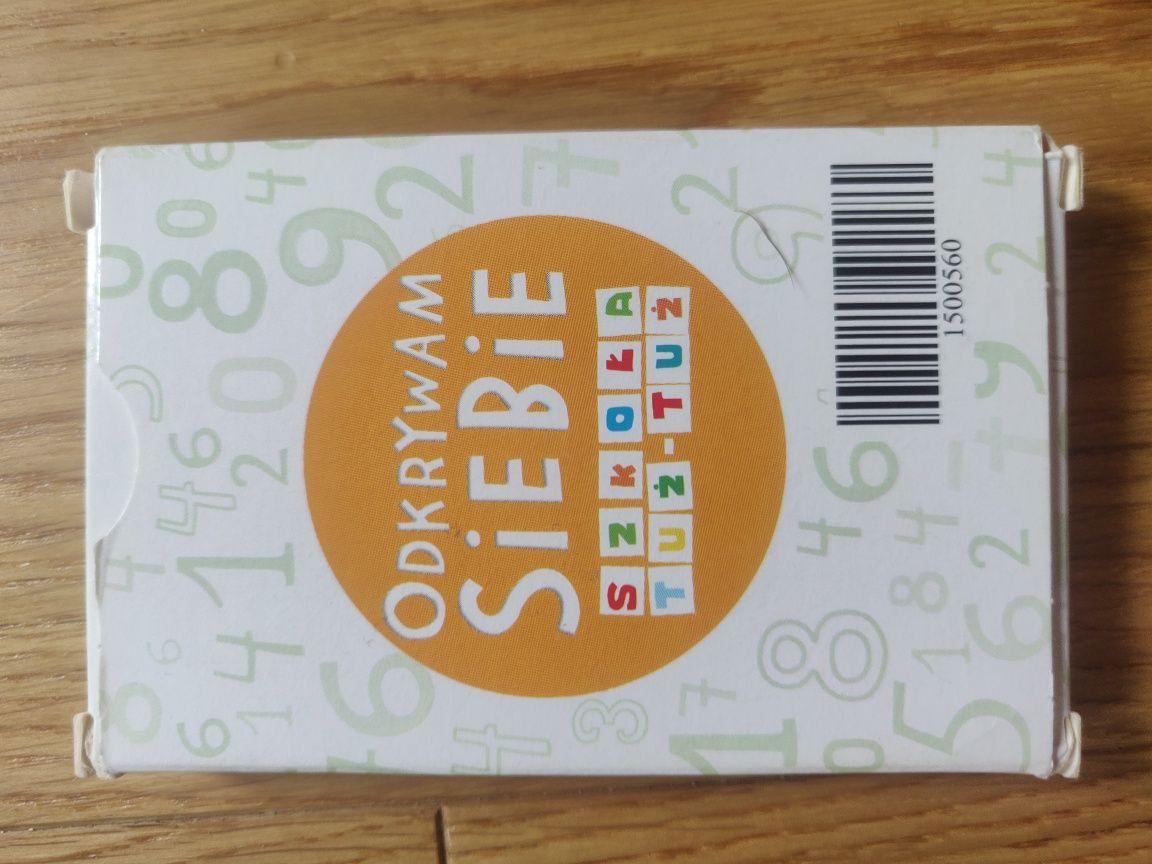 ODKRYWAM
SiEBiE
SZKOŁA
TUŻ-TUŻ
1500560